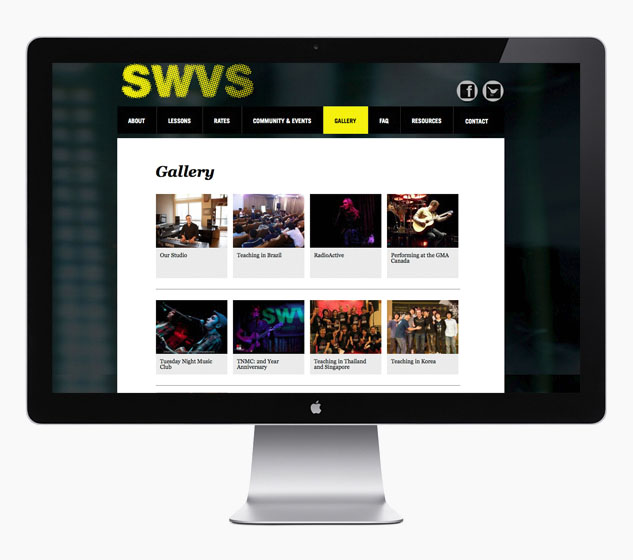 SWVS
ABOUT
LESSONS
RATES
COMMUNITY & EVENTS
GALLERY
FAQ
RESOURCES
CONTACT
Gallery
Our Studio
Teaching in Brazil
RadioActive
Performing at the GMA
Canada
SWV
Tuesday Night Music
Club
TNMC: 2nd Year
Anniversary
Teaching in Thailand
and Singapore
Teaching in Korea